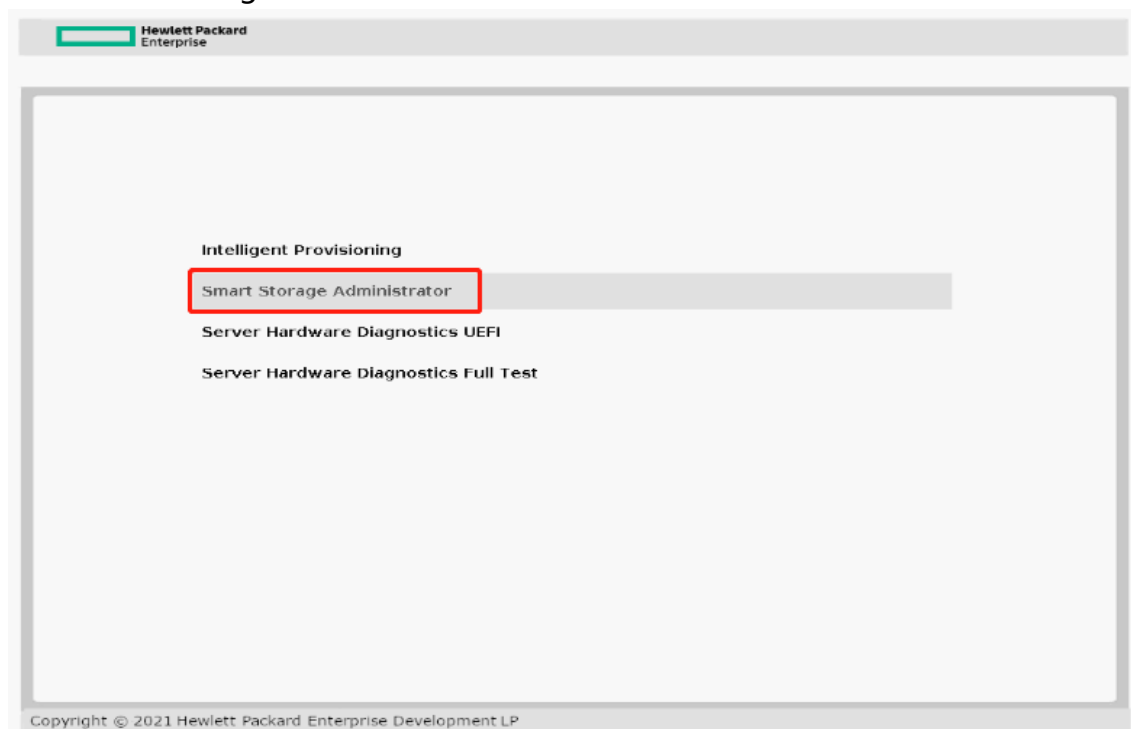 Hewlett Packard
Enterprise
Intelligent Provisioning
Smart Storage Administrator
Server Hardware Diagnostics UEFI
Server Hardware Diagnostics Full Test
Copyright © 2021 Hewlett Packard Enterprise Development LP